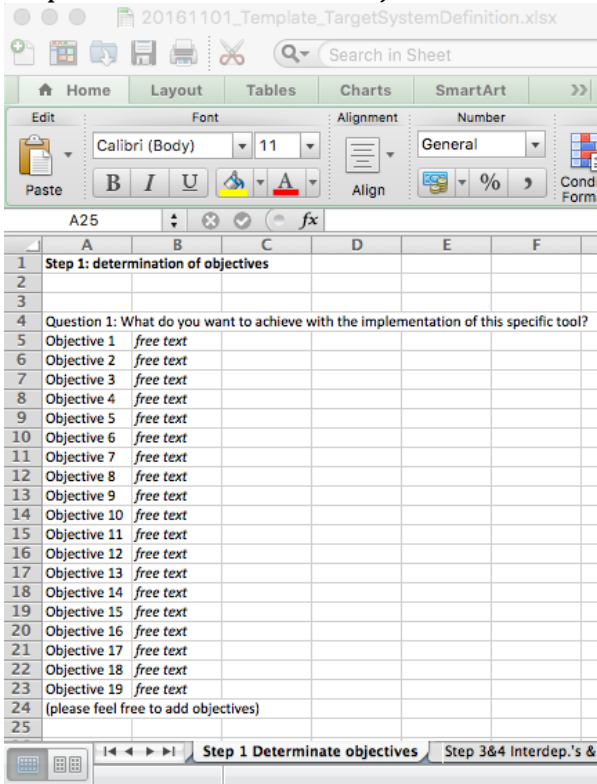 20161101_Template_TargetSystemDefinition.xlsx
Search in Sheet
Home Layout Tables Charts SmartArt >>
Edit Font Alignment Number
Calibri (Body) 11 General
Paste B I U A Align % , Condi
Form
A25 fx
A B C D E F
1 Step 1: determination of objectives
2
3
4 Question 1: What do you want to achieve with the implementation of this specific tool?
5 Objective 1 free text
6 Objective 2 free text
7 Objective 3 free text
8 Objective 4 free text
9 Objective 5 free text
10 Objective 6 free text
11 Objective 7 free text
12 Objective 8 free text
13 Objective 9 free text
14 Objective 10 free text
15 Objective 11 free text
16 Objective 12 free text
17 Objective 13 free text
18 Objective 14 free text
19 Objective 15 free text
20 Objective 16 free text
21 Objective 17 free text
22 Objective 18 free text
23 Objective 19 free text
24 (please feel free to add objectives)
25
Step 1 Determinate objectives Step 3&4 Interdep.'s &